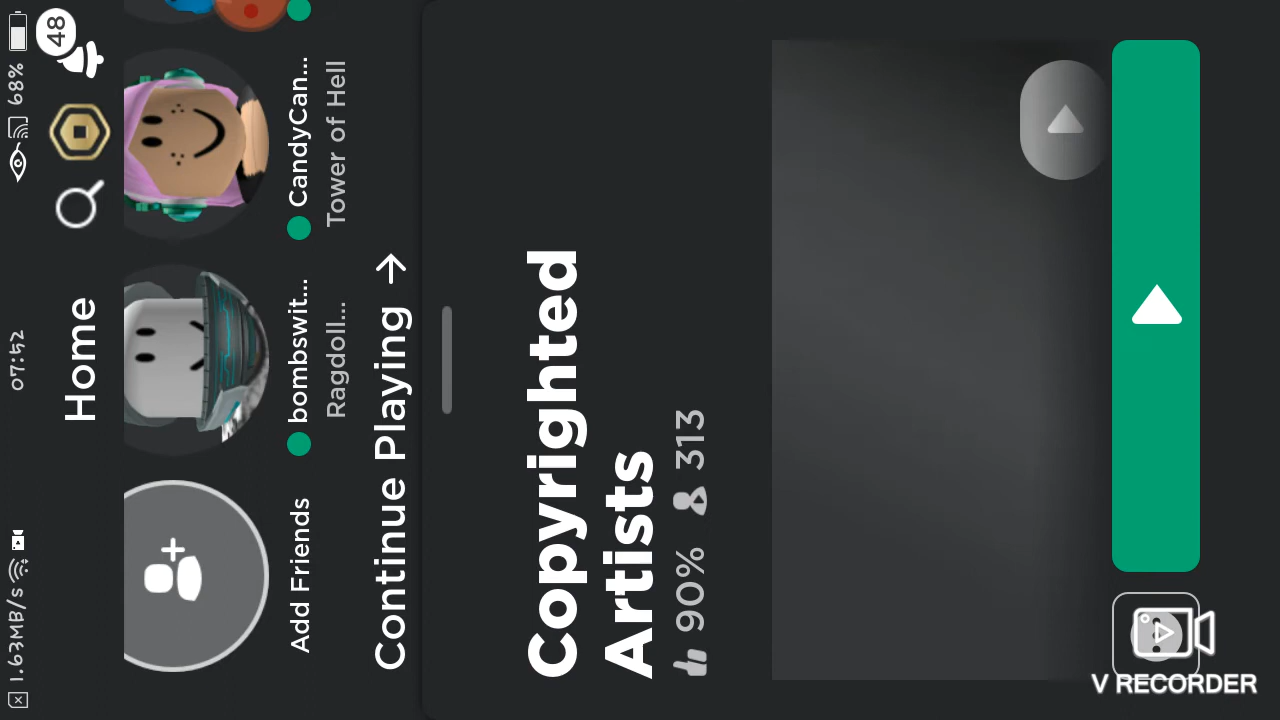 1.63MB/s
07:52
68%
Home
48
Add Friends
bombswit...
Ragdoll...
CandyCan...
Tower of Hell
Continue Playing →
Copyrighted
Artists
90% 313
V RECORDER